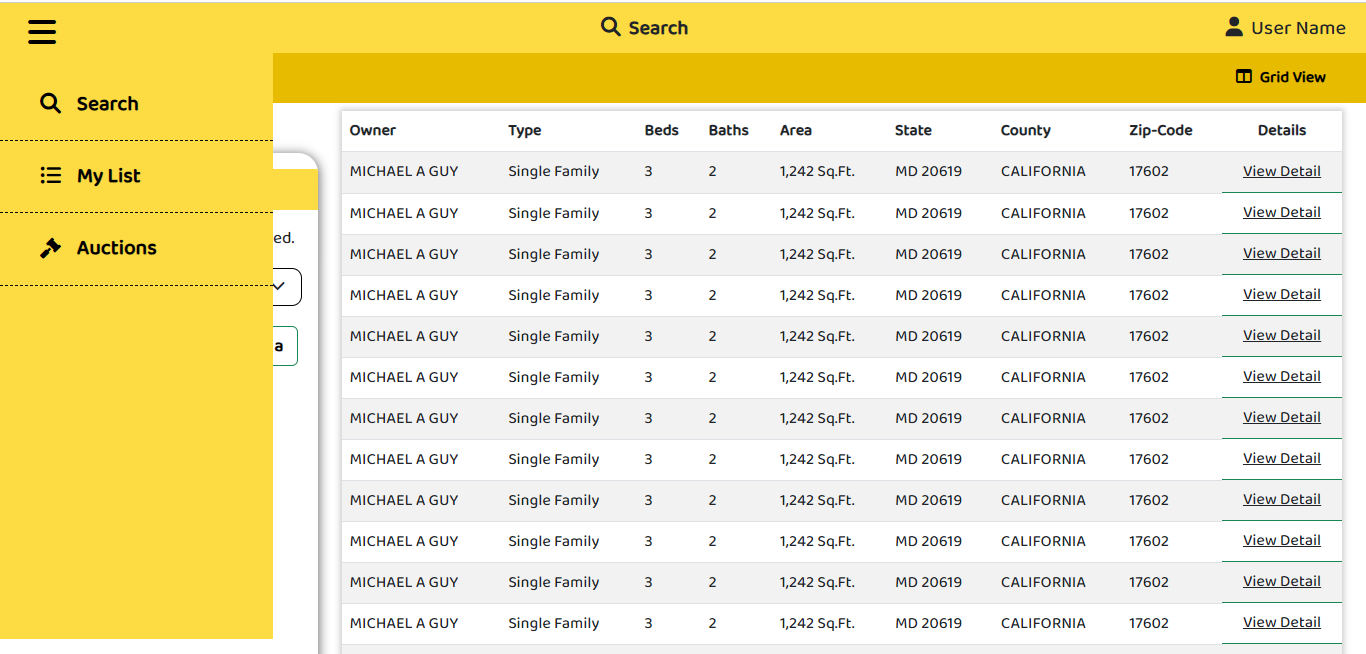 Search
User Name
Grid View
Search
My List
Auctions
ed.
a
Owner Type Beds Baths Area State County Zip-Code Details
MICHAEL A GUY Single Family 3 2 1,242 Sq.Ft. MD 20619 CALIFORNIA 17602 View Detail
MICHAEL A GUY Single Family 3 2 1,242 Sq.Ft. MD 20619 CALIFORNIA 17602 View Detail
MICHAEL A GUY Single Family 3 2 1,242 Sq.Ft. MD 20619 CALIFORNIA 17602 View Detail
MICHAEL A GUY Single Family 3 2 1,242 Sq.Ft. MD 20619 CALIFORNIA 17602 View Detail
MICHAEL A GUY Single Family 3 2 1,242 Sq.Ft. MD 20619 CALIFORNIA 17602 View Detail
MICHAEL A GUY Single Family 3 2 1,242 Sq.Ft. MD 20619 CALIFORNIA 17602 View Detail
MICHAEL A GUY Single Family 3 2 1,242 Sq.Ft. MD 20619 CALIFORNIA 17602 View Detail
MICHAEL A GUY Single Family 3 2 1,242 Sq.Ft. MD 20619 CALIFORNIA 17602 View Detail
MICHAEL A GUY Single Family 3 2 1,242 Sq.Ft. MD 20619 CALIFORNIA 17602 View Detail
MICHAEL A GUY Single Family 3 2 1,242 Sq.Ft. MD 20619 CALIFORNIA 17602 View Detail
MICHAEL A GUY Single Family 3 2 1,242 Sq.Ft. MD 20619 CALIFORNIA 17602 View Detail
MICHAEL A GUY Single Family 3 2 1,242 Sq.Ft. MD 20619 CALIFORNIA 17602 View Detail